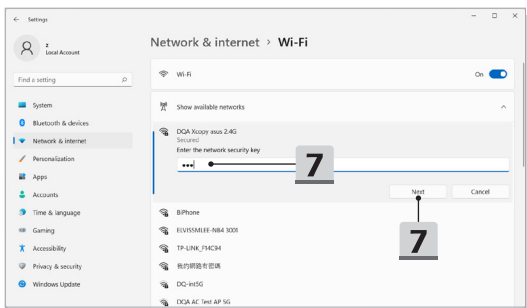 Settings
z
Local Account
Find a setting
System
Bluetooth & devices
Network & internet
Personalization
Apps
Accounts
Time & language
Gaming
Accessibility
Privacy & security
Windows Update
Network & internet > Wi-Fi
Wi-Fi
On
Show available networks
DQA Xcopy asus 2.4G
Secured
Enter the network security key
•••
7
Next
Cancel
7
BiPhone
ELVISSMLEE-N84 3001
TP-LINK_F14C94
我的網路有密碼
DQ-int5G
DQA AC Test AP 5G